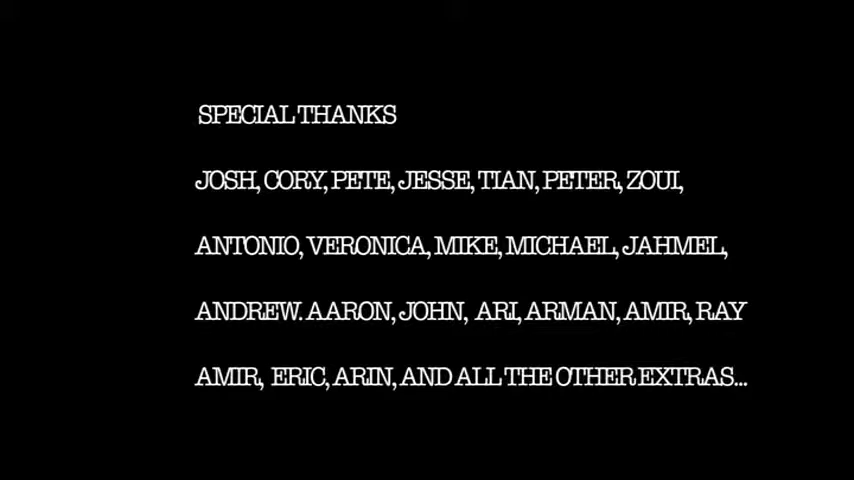 SPECIAL THANKS
JOSH, CORY, PETE, JESSE, TIAN, PETER, ZOUI,
ANTONIO, VERONICA, MIKE, MICHAEL, JAHMEL,
ANDREW. AARON, JOHN, ARI, ARMAN, AMIR, RAY
AMIR, ERIC, ARIN, AND ALL THE OTHER EXTRAS...